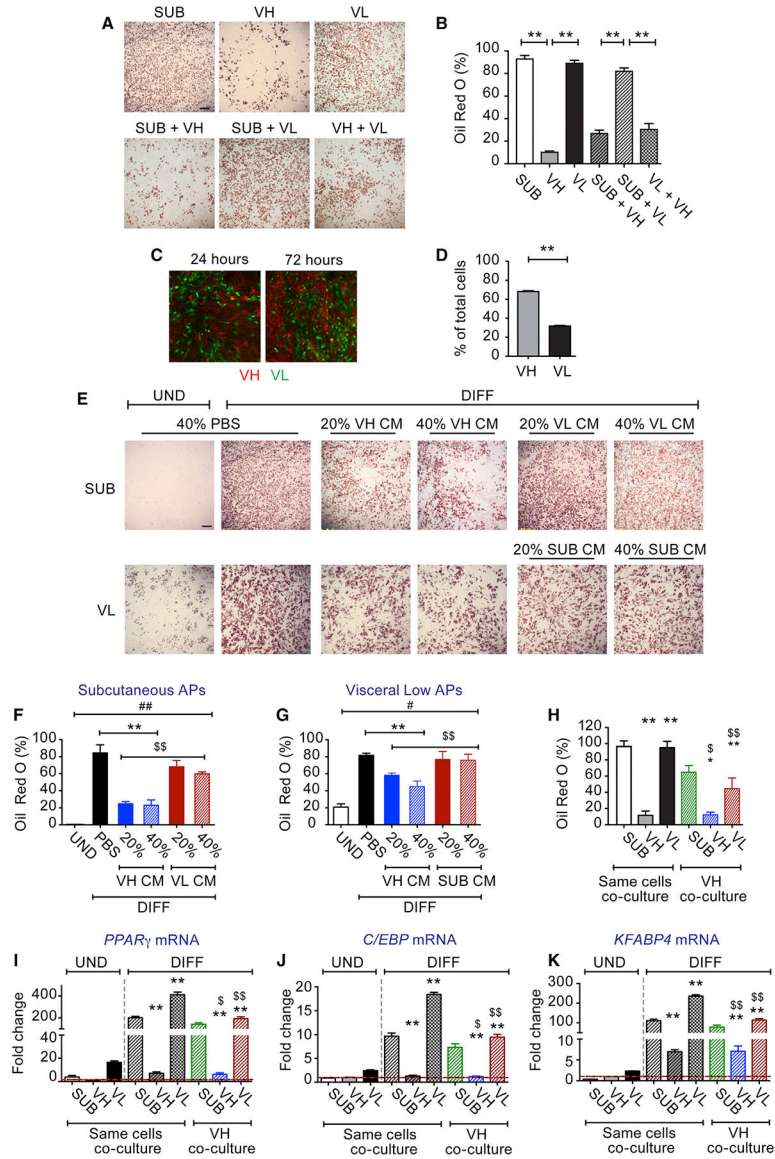 A
SUB VH VL
SUB + VH SUB + VL VH + VL
B
** ** ** **
Oil Red O (%)
100
80
60
40
20
0
SUB VH VL SUB + VH SUB + VL VL + VH
C
24 hours 72 hours
VH VL
D
**
% of total cells
100
80
60
40
20
0
VH VL
E
UND DIFF
40% PBS 20% VH CM 40% VH CM 20% VL CM 40% VL CM
SUB
20% SUB CM 40% SUB CM
VL
F
Subcutaneous APs
##
**
$$
Oil Red O (%)
100
80
60
40
20
0
UND PBS 20% 40% 20% 40%
VH CM VL CM
DIFF
G
Visceral Low APs
#
**
$$
Oil Red O (%)
100
80
60
40
20
0
UND PBS 20% 40% 20% 40%
VH CM SUB CM
DIFF
H
** ** $ * $$ **
Oil Red O (%)
120
100
80
60
40
20
0
SUB VH VL SUB VH VL
Same cells co-culture
VH co-culture
I
PPARγ mRNA
UND DIFF
** ** $ ** $$ **
Fold change
400
200
15
10
5
0
SUB VH VL SUB VH VL SUB VH VL
Same cells co-culture
VH co-culture
J
C/EBP mRNA
UND DIFF
** ** $ ** $$ **
Fold change
20
15
10
5
0
SUB VH VL SUB VH VL SUB VH VL
Same cells co-culture
VH co-culture
K
KFABP4 mRNA
UND DIFF
** ** $$ ** $$ **
Fold change
300
200
100
10
5
0
SUB VH VL SUB VH VL SUB VH VL
Same cells co-culture
VH co-culture